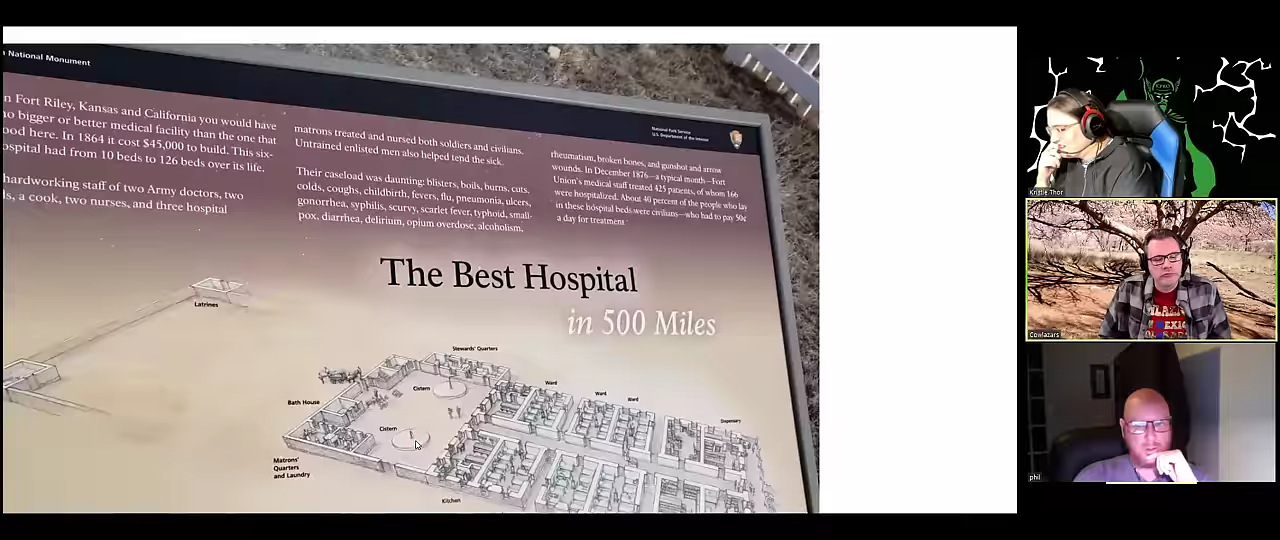 National Monument
n Fort Riley, Kansas and California you would have
no bigger or better medical facility than the one that
ood here. In 1864 it cost $45,000 to build. This six-
ospital had from 10 beds to 126 beds over its life.
hardworking staff of two Army doctors, two
ls, a cook, two nurses, and three hospital
matrons treated and nursed both soldiers and civilians.
Untrained enlisted men also helped tend the sick.
Their caseload was daunting: blisters, boils, burns, cuts,
colds, coughs, childbirth, fevers, flu, pneumonia, ulcers,
gonorrhea, syphilis, scurvy, scarlet fever, typhoid, small-
pox, diarrhea, delirium, opium overdose, alcoholism,
National Park Service
U.S. Department of the Interior
rheumatism, broken bones, and gunshot and arrow
wounds. In December 1876—a typical month—Fort
Union's medical staff treated 425 patients, of whom 166
were hospitalized. About 40 percent of the people who lay
in these hospital beds were civilians—who had to pay 50¢
a day for treatment.
The Best Hospital
in 500 Miles
Latrines
Stewards' Quarters
Cistern
Ward
Ward
Ward
Bath House
Cistern
Dispensary
Matrons'
Quarters
and Laundry
Kitchen
Kristie Thor
Cowlazars
phil